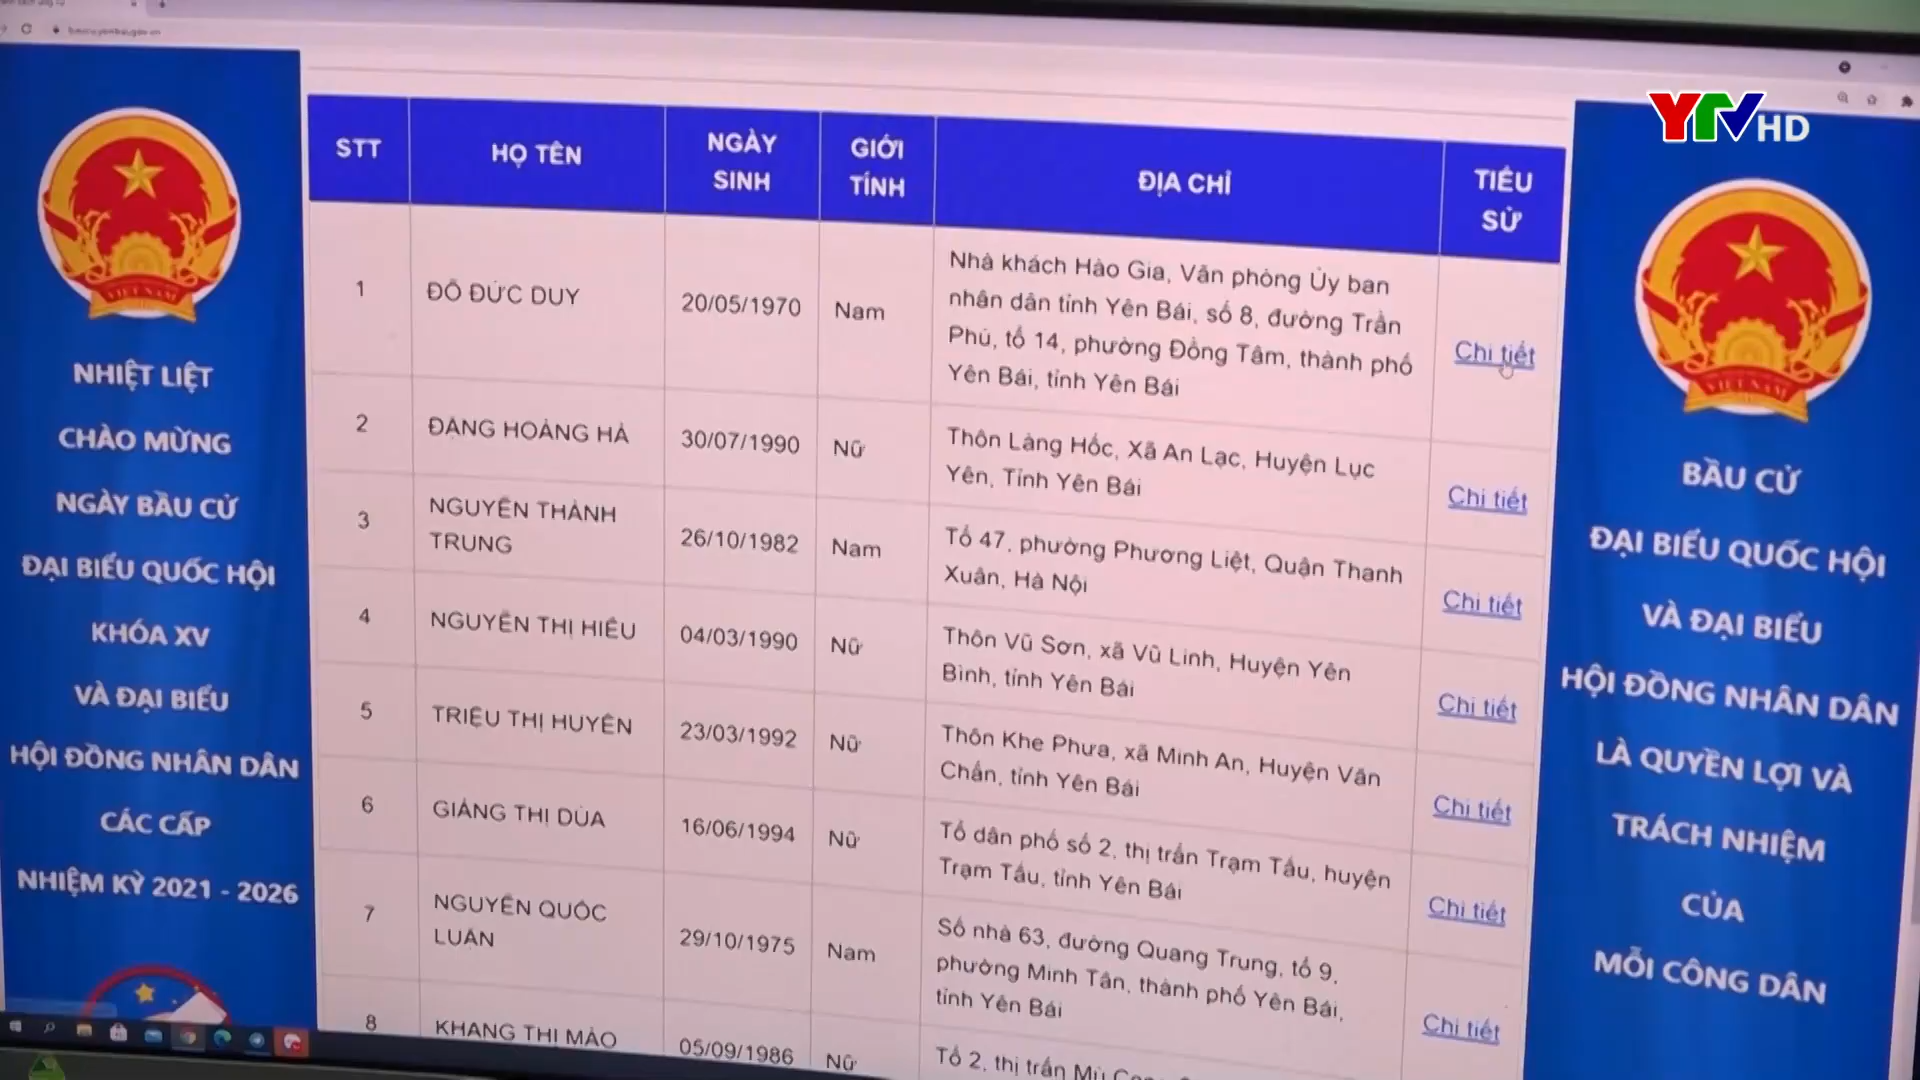 YTV HD
VIỆT NAM
NHIỆT LIỆT
CHÀO MỪNG
NGÀY BẦU CỬ
ĐẠI BIỂU QUỐC HỘI
KHÓA XV
VÀ ĐẠI BIỂU
HỘI ĐỒNG NHÂN DÂN
CÁC CẤP
NHIỆM KỲ 2021 - 2026
STT
HỌ TÊN
NGÀY
SINH
GIỚI
TÍNH
ĐỊA CHỈ
TIỂU
SỬ
1
ĐỖ ĐỨC DUY
20/05/1970
Nam
Nhà khách Hào Gia, Văn phòng Ủy ban
nhân dân tỉnh Yên Bái, số 8, đường Trần
Phú, tổ 14, phường Đồng Tâm, thành phố
Yên Bái, tỉnh Yên Bái
Chi tiết
2
ĐẶNG HOÀNG HÀ
30/07/1990
Nữ
Thôn Làng Hốc, Xã An Lạc, Huyện Lục
Yên, Tỉnh Yên Bái
Chi tiết
3
NGUYỄN THÀNH
TRUNG
26/10/1982
Nam
Tổ 47, phường Phương Liệt, Quận Thanh
Xuân, Hà Nội
Chi tiết
4
NGUYỄN THỊ HIẾU
04/03/1990
Nữ
Thôn Vũ Sơn, xã Vũ Linh, Huyện Yên
Bình, tỉnh Yên Bái
Chi tiết
5
TRIỆU THỊ HUYỀN
23/03/1992
Nữ
Thôn Khe Phưa, xã Minh An, Huyện Văn
Chấn, tỉnh Yên Bái
Chi tiết
6
GIÀNG THỊ DÙA
16/06/1994
Nữ
Tổ dân phố số 2, thị trấn Trạm Tấu, huyện
Trạm Tấu, tỉnh Yên Bái
Chi tiết
7
NGUYỄN QUỐC
LUẬN
29/10/1975
Nam
Số nhà 63, đường Quang Trung, tổ 9,
phường Minh Tân, thành phố Yên Bái,
tỉnh Yên Bái
Chi tiết
8
KHANG THỊ MÀO
05/09/1986
Nữ
Tổ 2, thị trấn Mù
VIỆT NAM
BẦU CỬ
ĐẠI BIỂU QUỐC HỘI
VÀ ĐẠI BIỂU
HỘI ĐỒNG NHÂN DÂN
LÀ QUYỀN LỢI VÀ
TRÁCH NHIỆM
CỦA
MỖI CÔNG DÂN